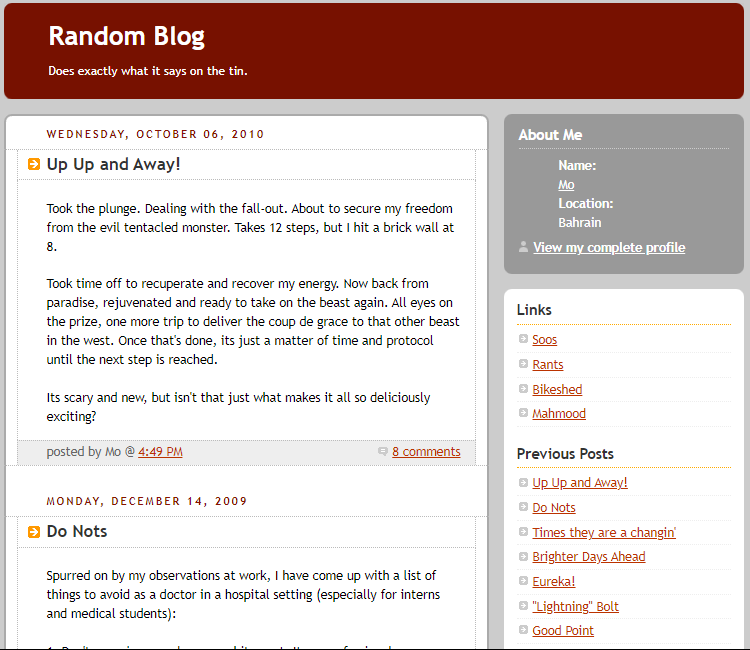 Random Blog
Does exactly what it says on the tin.
WEDNESDAY, OCTOBER 06, 2010
Up Up and Away!
Took the plunge. Dealing with the fall-out. About to secure my freedom
from the evil tentacled monster. Takes 12 steps, but I hit a brick wall at
8.
Took time off to recuperate and recover my energy. Now back from
paradise, rejuvenated and ready to take on the beast again. All eyes on
the prize, one more trip to deliver the coup de grace to that other beast
in the west. Once that's done, its just a matter of time and protocol
until the next step is reached.
Its scary and new, but isn't that just what makes it all so deliciously
exciting?
posted by Mo @ 4:49 PM
8 comments
MONDAY, DECEMBER 14, 2009
Do Nots
Spurred on by my observations at work, I have come up with a list of
things to avoid as a doctor in a hospital setting (especially for interns
and medical students):
About Me
Name:
Mo
Location:
Bahrain
View my complete profile
Links
Soos
Rants
Bikeshed
Mahmood
Previous Posts
Up Up and Away!
Do Nots
Times they are a changin'
Brighter Days Ahead
Eureka!
"Lightning" Bolt
Good Point